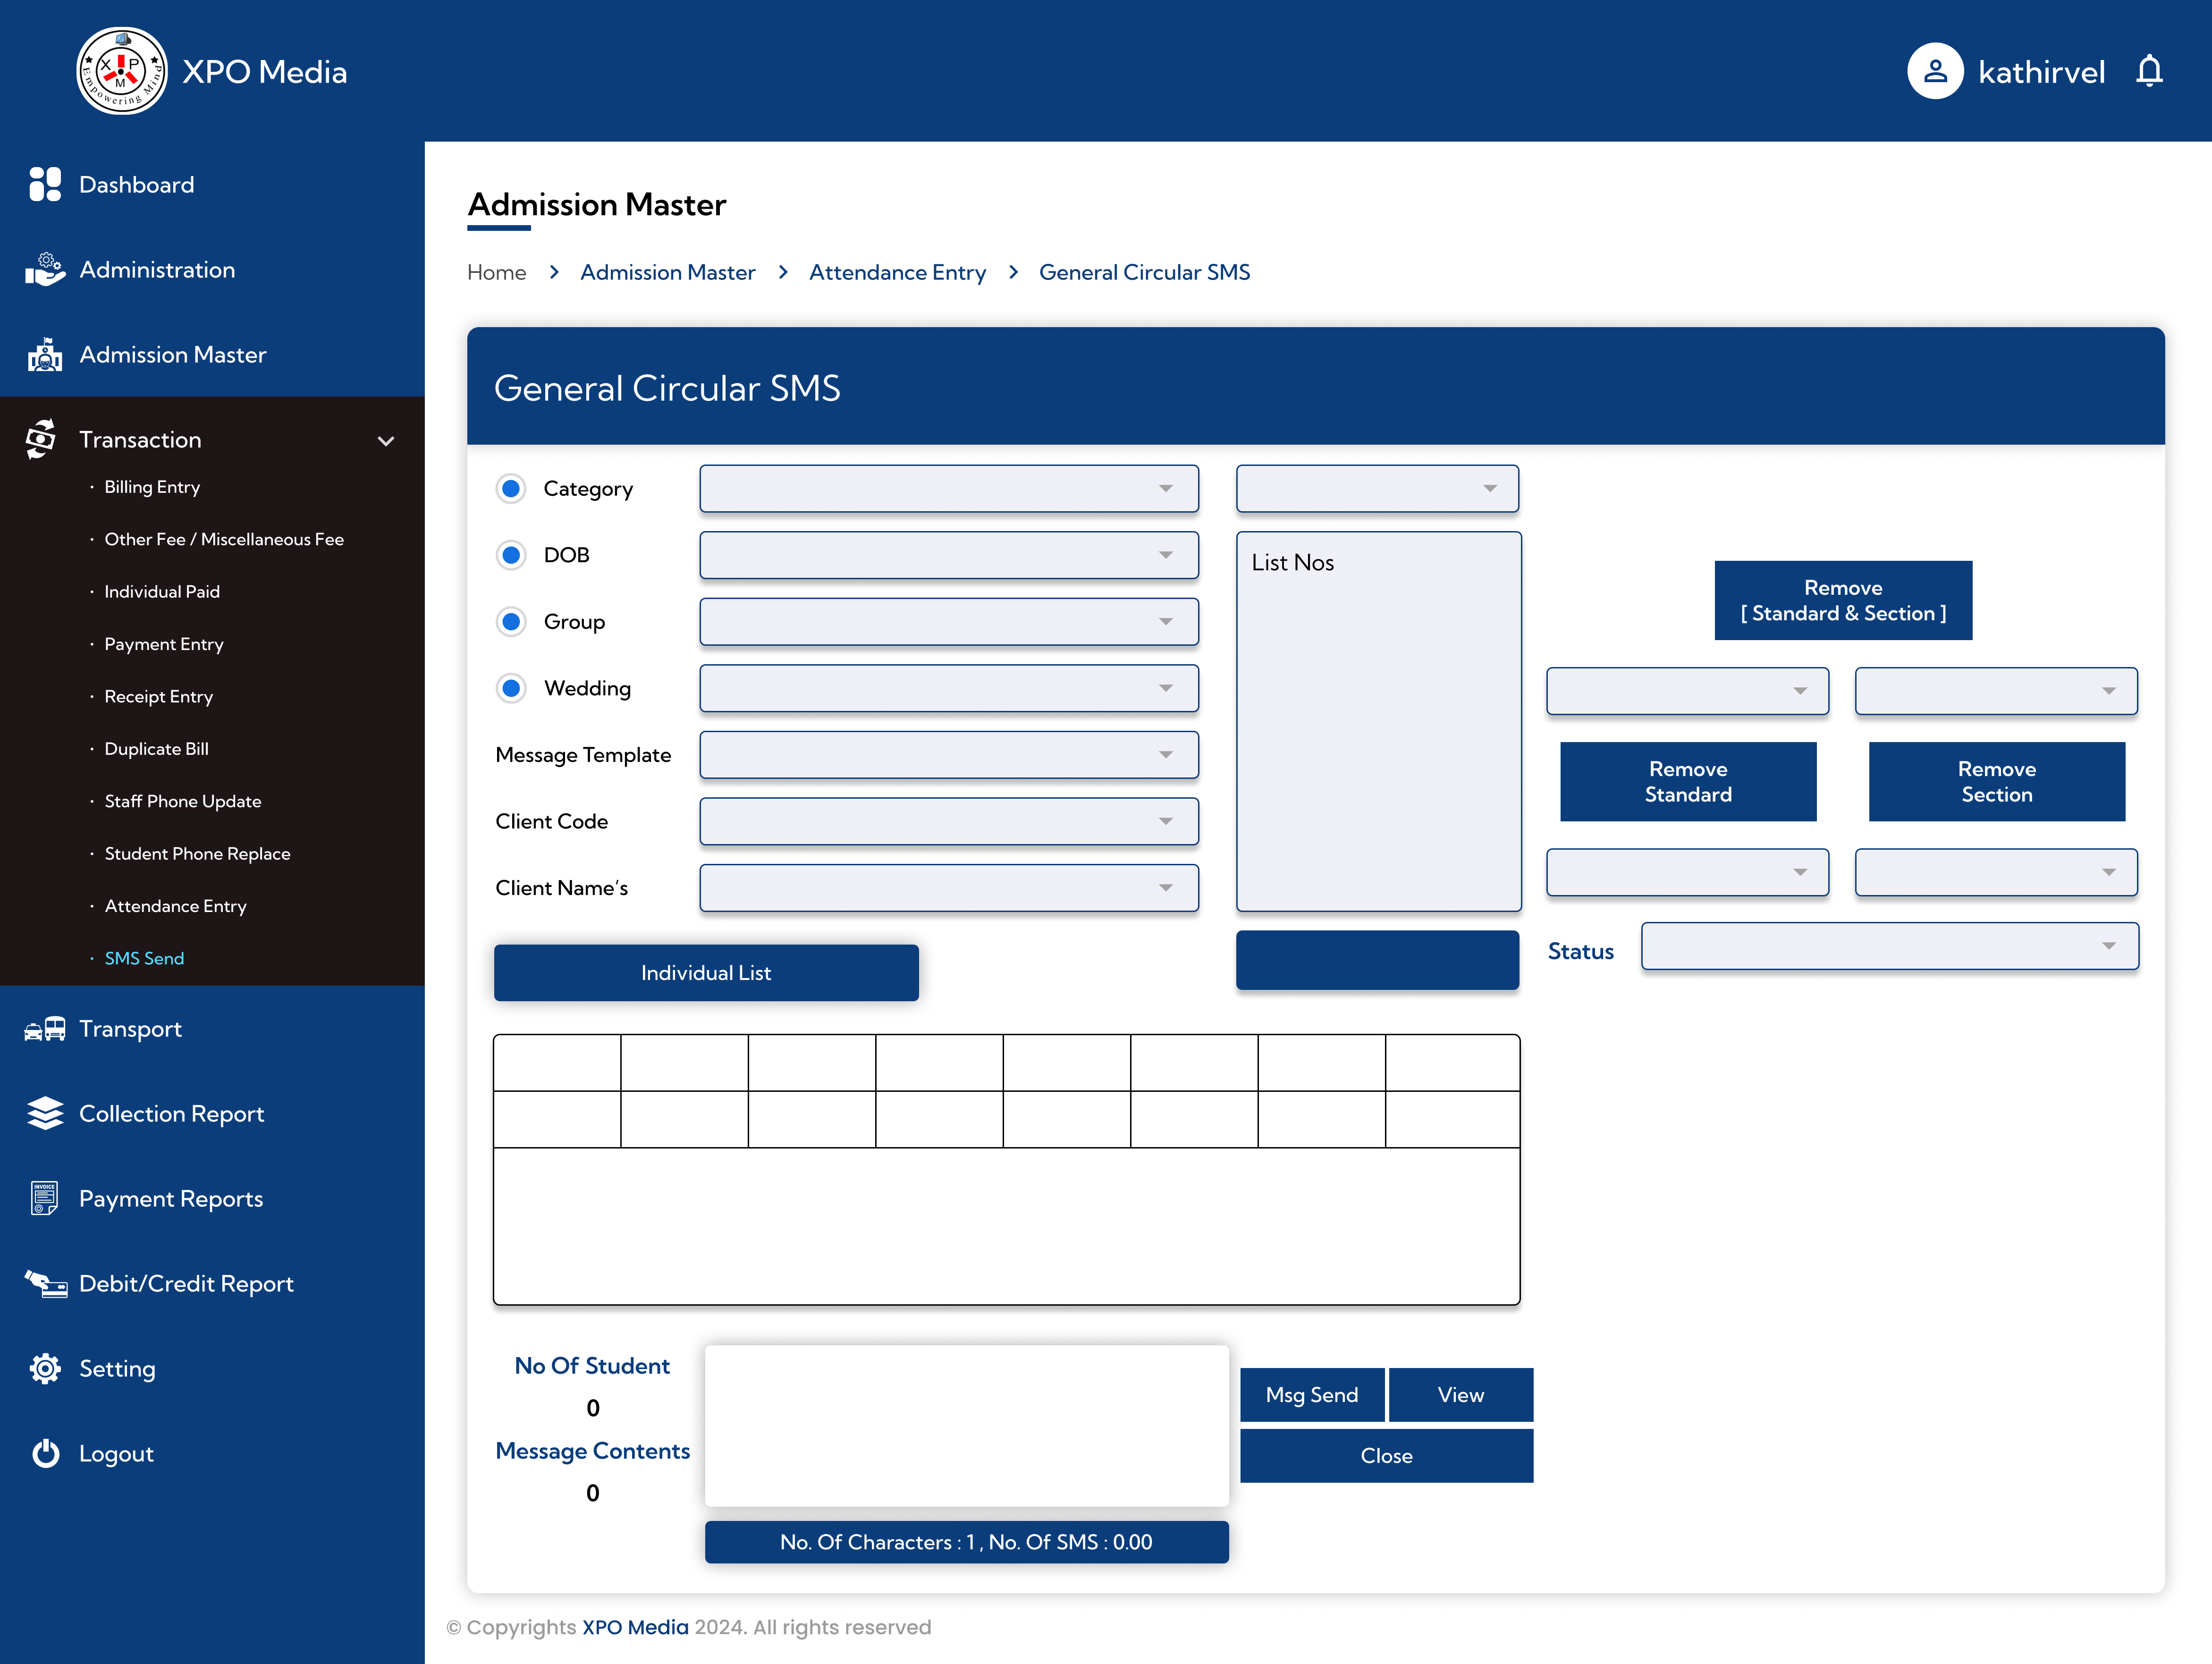 X P M
Empowering Mind
XPO Media
kathirvel
Dashboard
Administration
Admission Master
Transaction
· Billing Entry
· Other Fee / Miscellaneous Fee
· Individual Paid
· Payment Entry
· Receipt Entry
· Duplicate Bill
· Staff Phone Update
· Student Phone Replace
· Attendance Entry
· SMS Send
Transport
Collection Report
INVOICE
Payment Reports
Debit/Credit Report
Setting
Logout
Admission Master
Home > Admission Master > Attendance Entry > General Circular SMS
General Circular SMS
Category
DOB
Group
Wedding
Message Template
Client Code
Client Name’s
Individual List
List Nos
Remove
[ Standard & Section ]
Remove
Standard
Remove
Section
Status
No Of Student
0
Message Contents
0
Msg Send
View
Close
No. Of Characters : 1 , No. Of SMS : 0.00
© Copyrights XPO Media 2024. All rights reserved